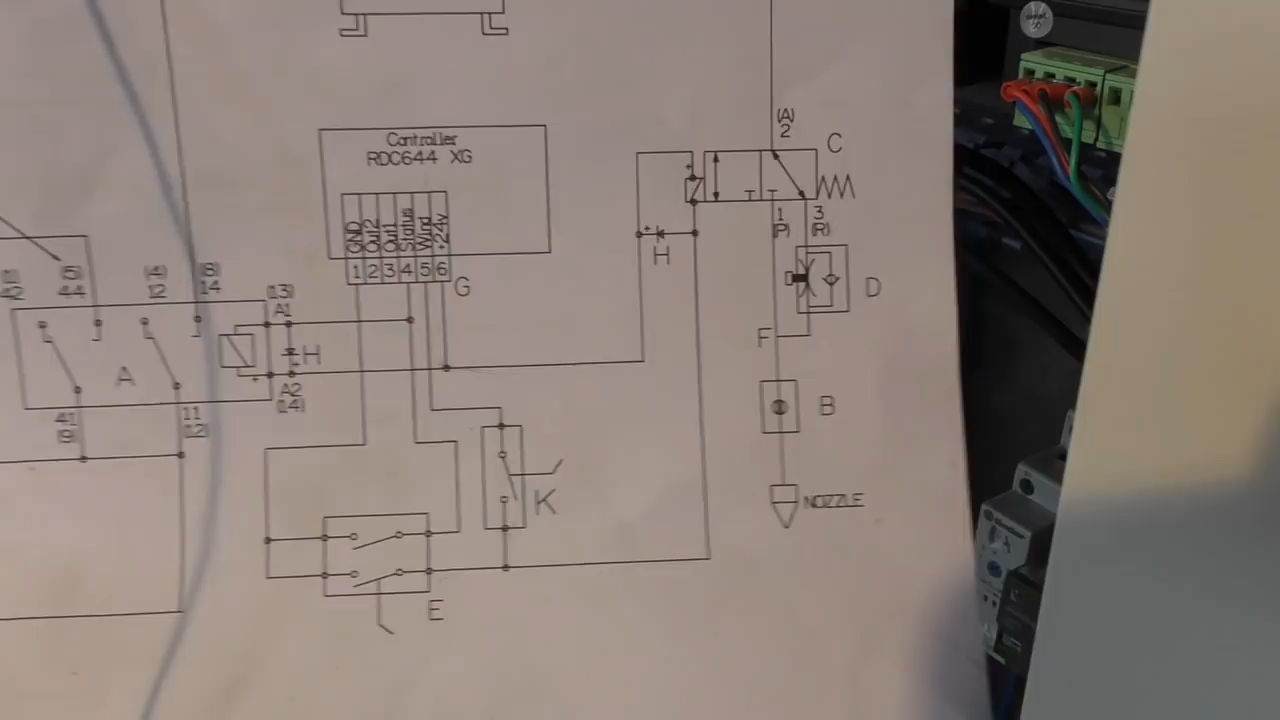 Controller
RDC644 XG
GND
Out2
Out1
Status
Wind
+24v
1 2 3 4 5 6
G
(A)
2
C
1
(P)
3
(R)
H
D
F
B
NOZZLE
42
(5)
44
(4)
12
(8)
14
(13)
A1
H
A
A2
(14)
41
(9)
11
(12)
K
E